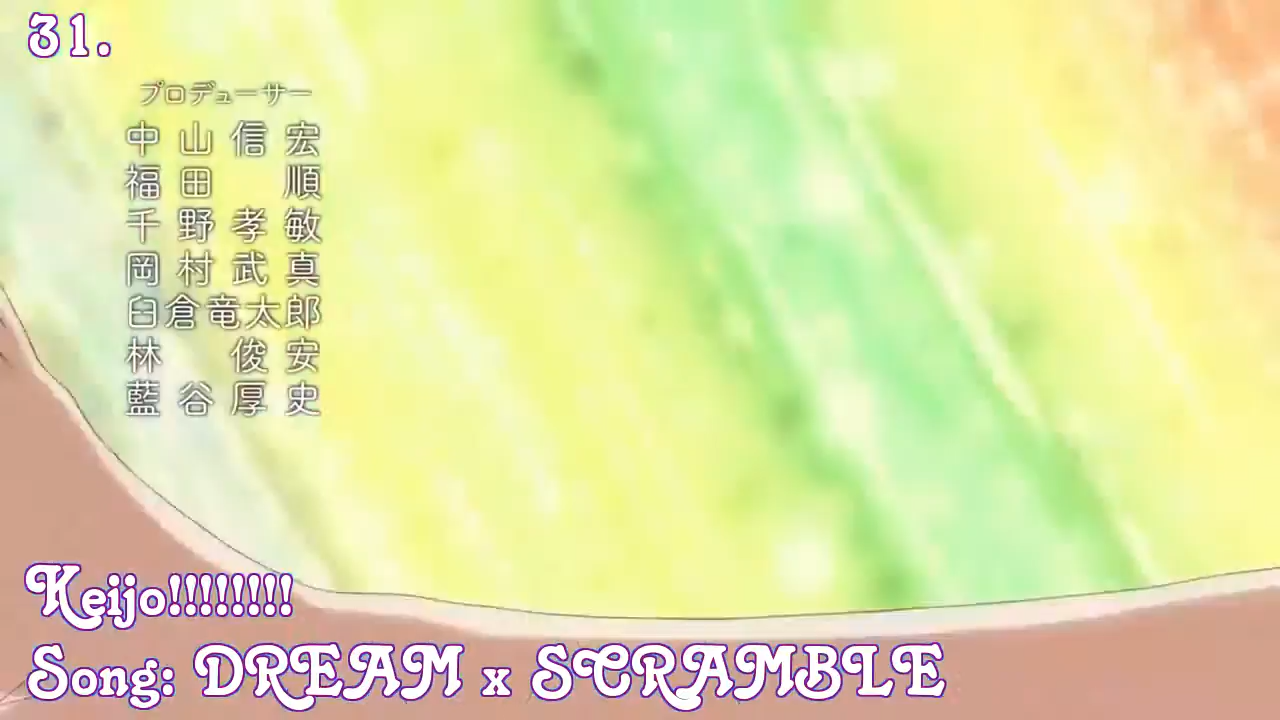 31.
プロデューサー
中山信宏
福田 順
千野孝敏
岡村武真
臼倉竜太郎
林 俊安
藍谷厚史
Keijo!!!!!!!!
Song: DREAM x SCRAMBLE